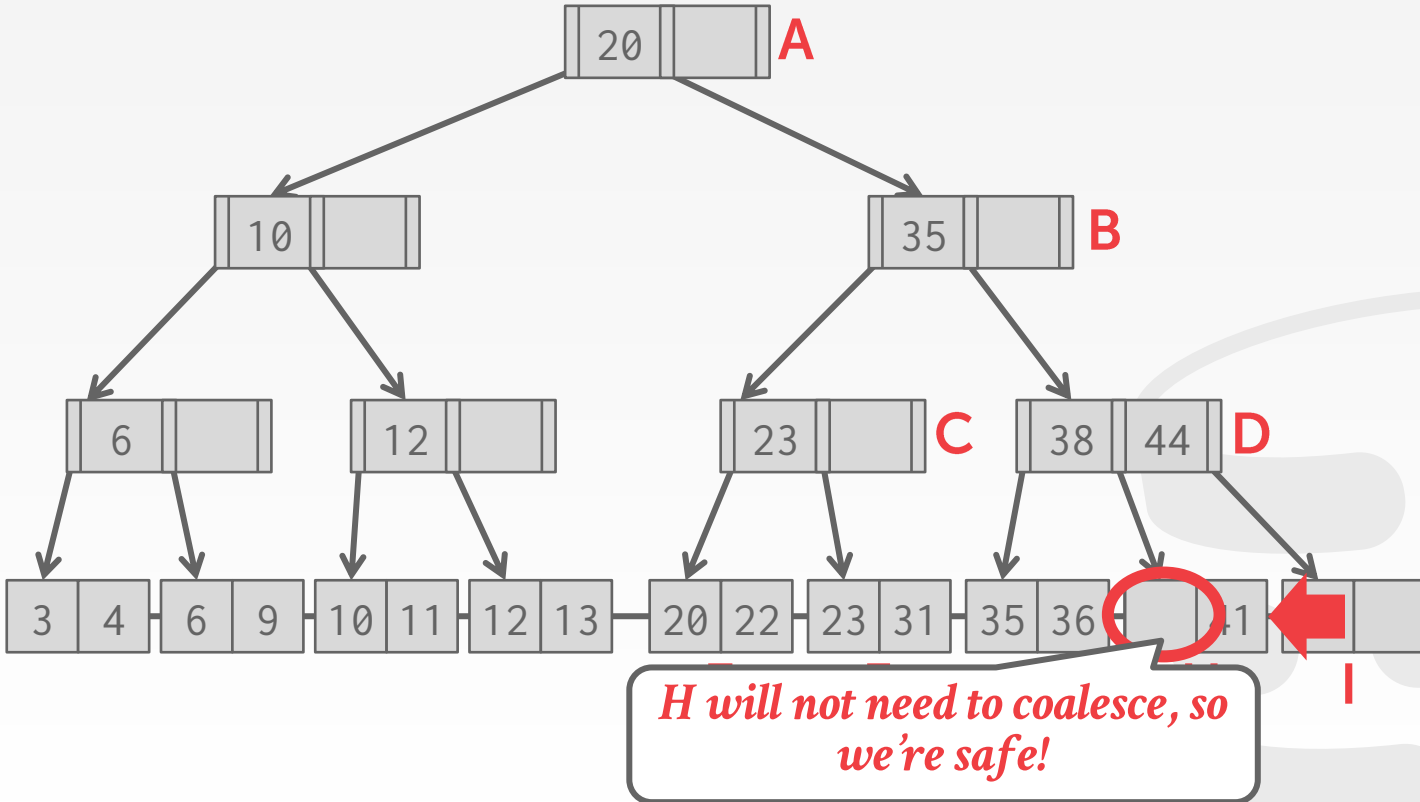 20 A
10 35 B
6 12 23 C 38 44 D
3 4 6 9 10 11 12 13 20 22 23 31 35 36 41
I
H will not need to coalesce, so
we’re safe!